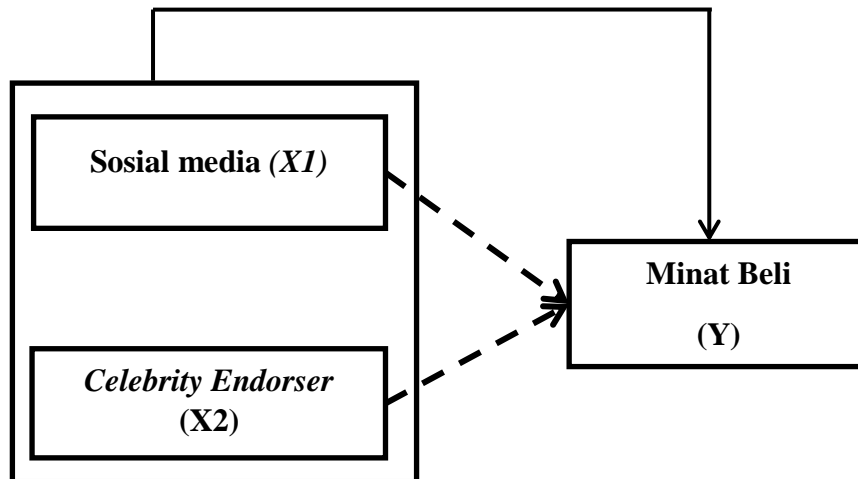 Sosial media (X1)
Minat Beli
(Y)
Celebrity Endorser
(X2)